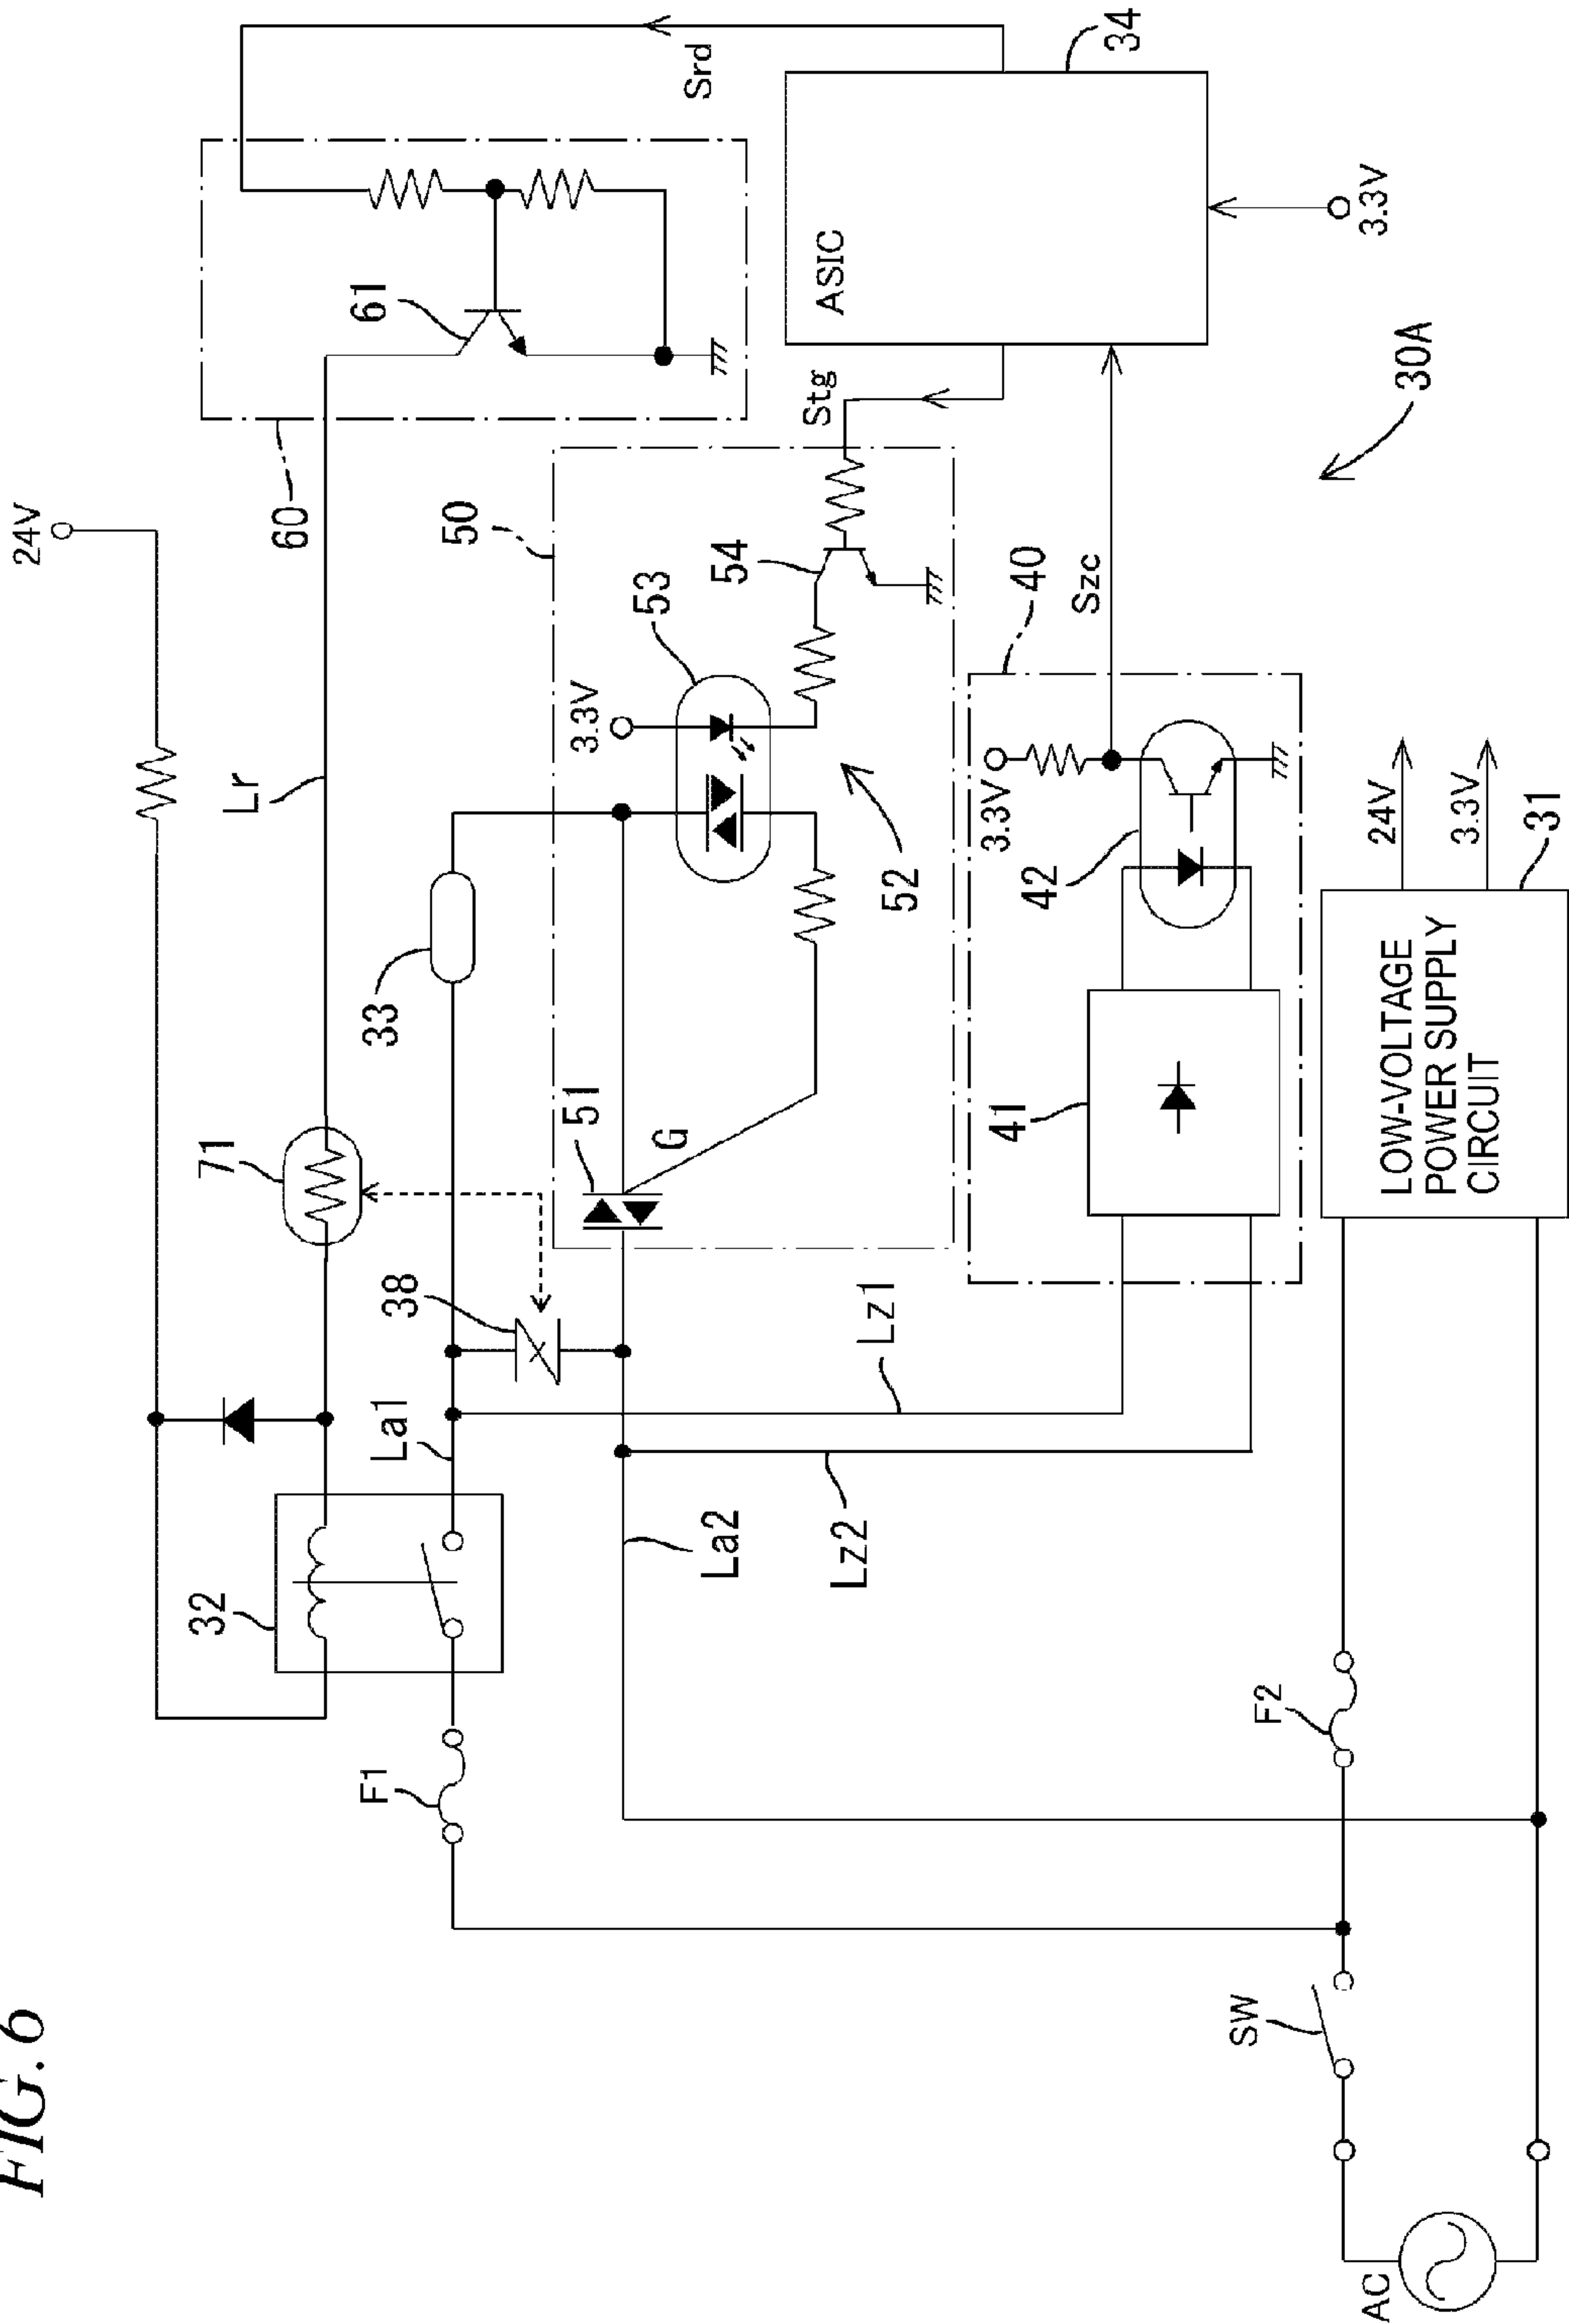 FIG. 6
24V
Srd
34
61
60
Lr
71
ASIC
3.3V
Stg
50
54
53
3.3V
52
33
51
G
38
La1
32
F1
La2
Lz1
Lz2
30A
Szc
40
3.3V
42
41
24V
3.3V
31
LOW-VOLTAGE
POWER SUPPLY
CIRCUIT
F2
SW
AC